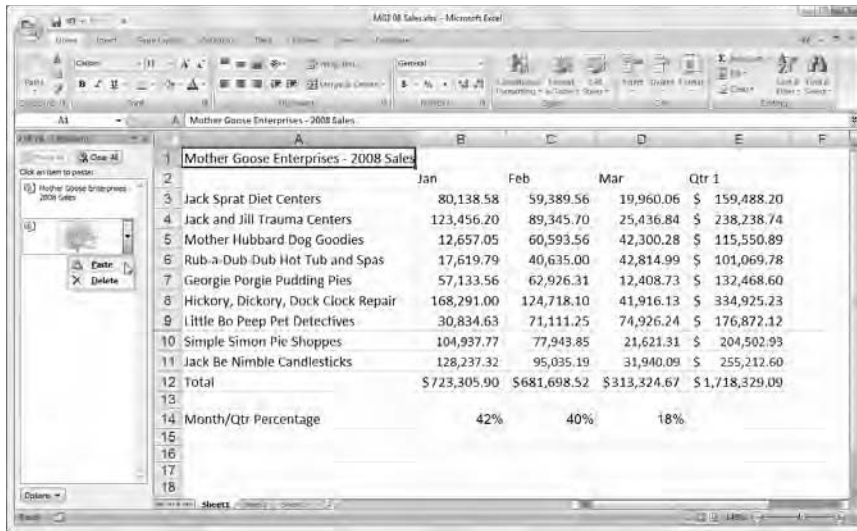 MGE08 Sales.xlsx - Microsoft Excel
Home Insert
Calibri 11 General
Paste
B I U $ %
Font
Editing
A1 Mother Goose Enterprises - 2008 Sales
Clear All
Click an item to paste:
Mother Goose Enterprises - 2008 Sales
Paste
Delete
Options
A B C D E F
1 Mother Goose Enterprises - 2008 Sales
2 Jan Feb Mar Qtr 1
3 Jack Sprat Diet Centers 80,138.58 59,389.56 19,960.06 $ 159,488.20
4 Jack and Jill Trauma Centers 123,456.20 89,345.70 25,436.84 $ 238,238.74
5 Mother Hubbard Dog Goodies 12,657.05 60,593.56 42,300.28 $ 115,550.89
6 Rub-a-Dub-Dub Hot Tub and Spas 17,619.79 40,635.00 42,814.99 $ 101,069.78
7 Georgie Porgie Pudding Pies 57,133.56 62,926.31 12,408.73 $ 132,468.60
8 Hickory, Dickory, Dock Clock Repair 168,291.00 124,718.10 41,916.13 $ 334,925.23
9 Little Bo Peep Pet Detectives 30,834.63 71,111.25 74,926.24 $ 176,872.12
10 Simple Simon Pie Shoppes 104,937.77 77,943.85 21,621.31 $ 204,502.93
11 Jack Be Nimble Candlesticks 128,237.32 95,035.19 31,940.09 $ 255,212.60
12 Total $723,305.90 $681,698.52 $313,324.67 $1,718,329.09
13
14 Month/Qtr Percentage 42% 40% 18%
15
16
17
18
Sheet1